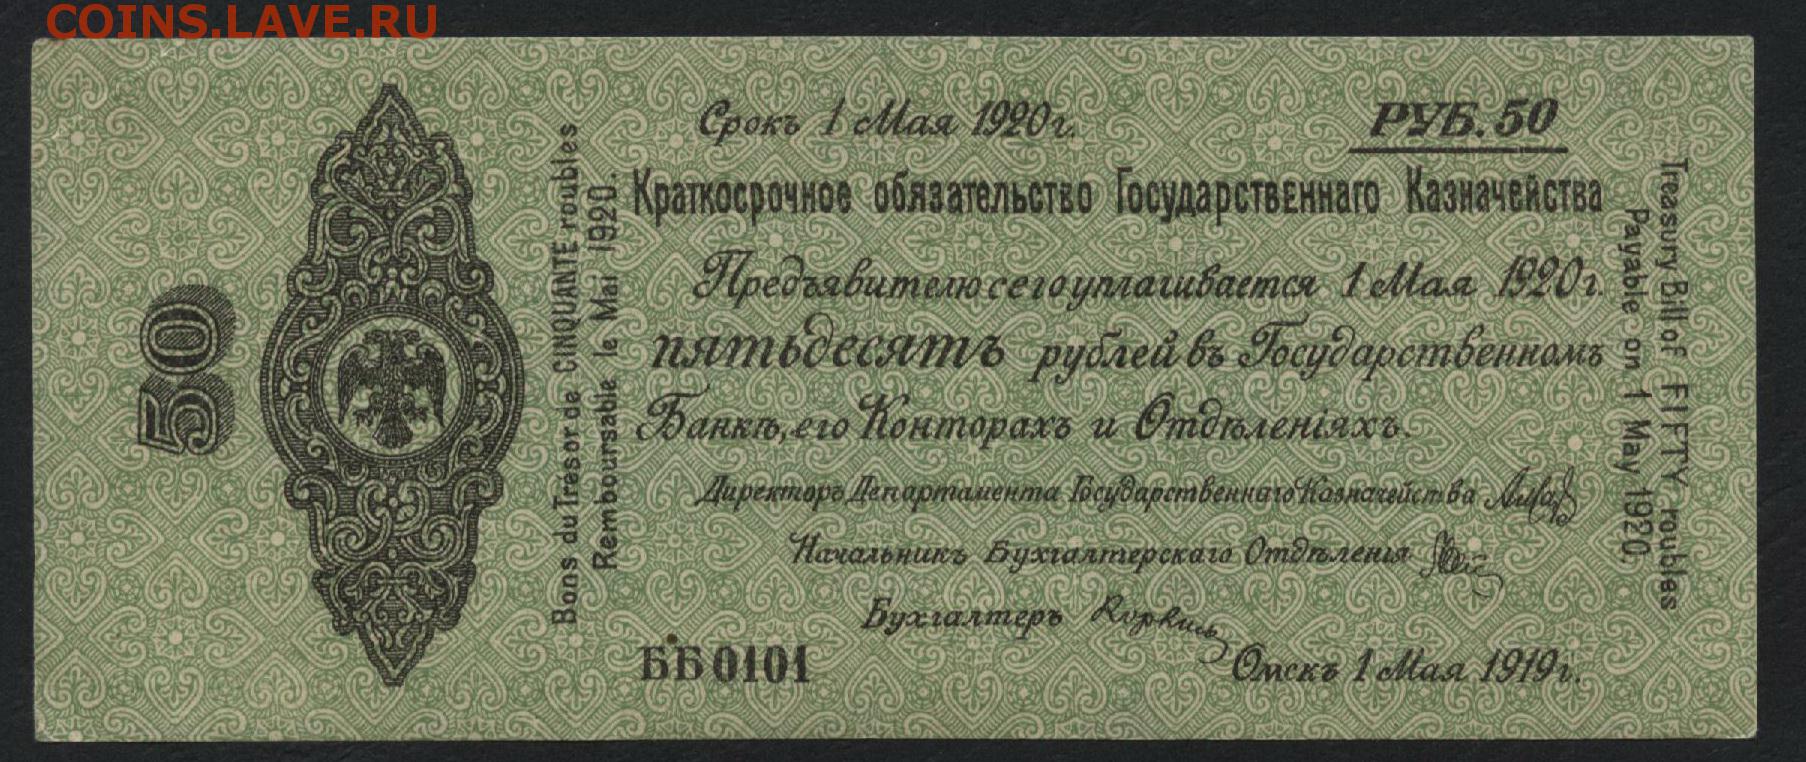 COINS.LAVE.RU
50
Bons du Tresor de CINQUANTE roubles
Remboursable le Mai 1920.
Срокъ 1 Мая 1920 г.
РУБ. 50
Краткосрочное обязательство Государственнаго Казначейства
Предъявителю сего уплачивается 1 Мая 1920 г.
пятьдесятъ рублей въ Государственномъ
Банкѣ, его Конторахъ и Отдѣленіяхъ.
Директоръ Департамента Государственнаго Казначейства
Начальникъ Бухгалтерскаго Отдѣленія
Бухгалтеръ
ББ 0101
Омскъ 1 Мая 1919 г.
Treasury Bill of FIFTY roubles
Payable on 1 May 1920.